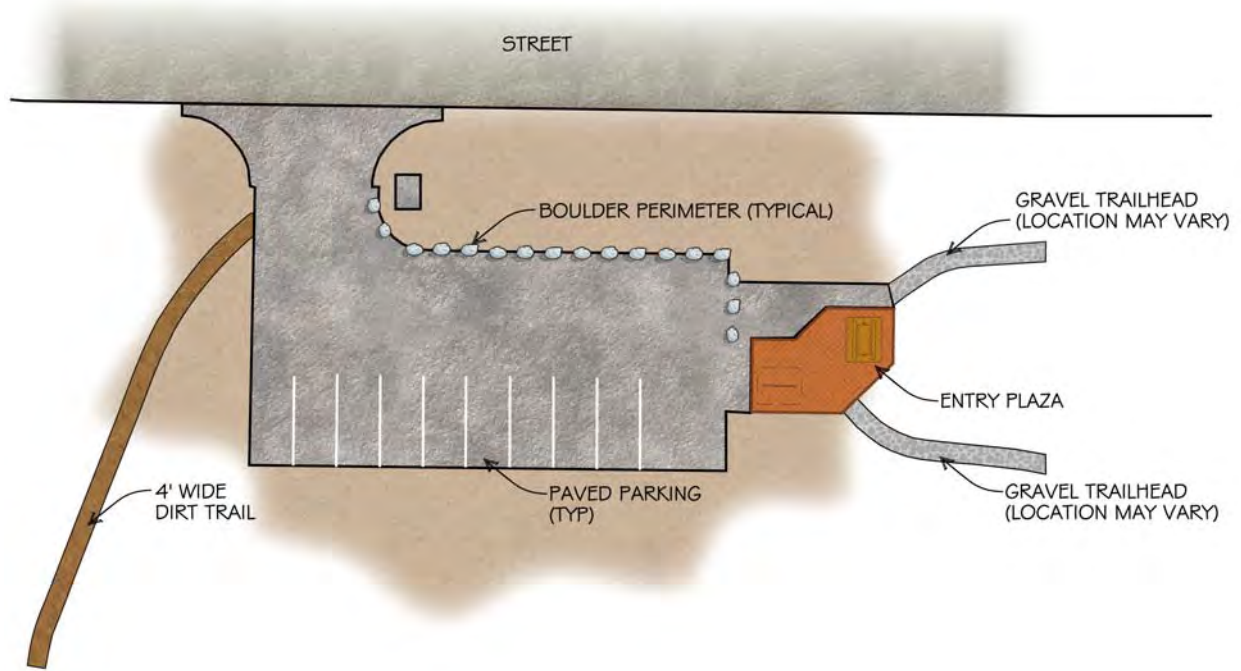 STREET
BOULDER PERIMETER (TYPICAL)
GRAVEL TRAILHEAD
(LOCATION MAY VARY)
ENTRY PLAZA
4' WIDE
DIRT TRAIL
PAVED PARKING
(TYP)
GRAVEL TRAILHEAD
(LOCATION MAY VARY)